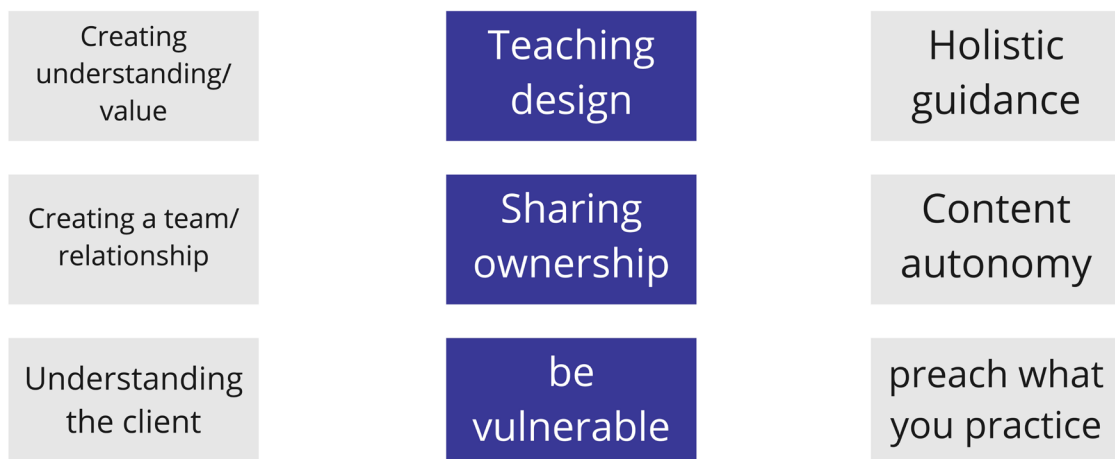 Creating
understanding/
value
Teaching
design
Holistic
guidance
Creating a team/
relationship
Sharing
ownership
Content
autonomy
Understanding
the client
be
vulnerable
preach what
you practice